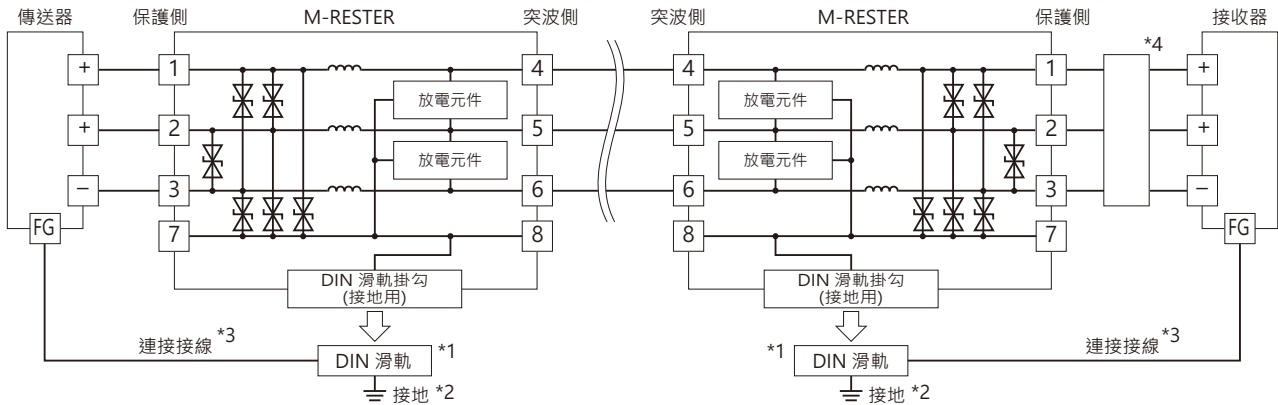 傳送器 保護側 M-RESTER 突波側 突波側 M-RESTER 保護側 接收器
*4
+ 1 4 4 1 +
放電元件 放電元件
+ 2 5 5 2 +
放電元件 放電元件
− 3 6 6 3 −
FG 7 8 8 7 FG
DIN 滑軌掛勾 DIN 滑軌掛勾
(接地用) (接地用)
連接接線 *3 連接接線 *3
DIN 滑軌 *1 *1 DIN 滑軌
接地 *2 接地 *2